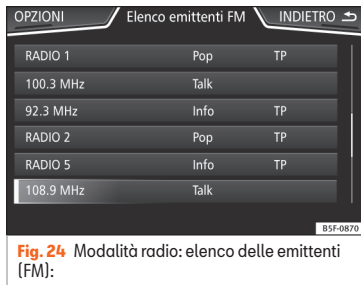 OPZIONI Elenco emittenti FM INDIETRO
RADIO 1 Pop TP
100.3 MHz Talk
92.3 MHz Info TP
RADIO 2 Pop TP
RADIO 5 Info TP
108.9 MHz Talk
B5F-0870
Fig. 24 Modalità radio: elenco delle emittenti
(FM):